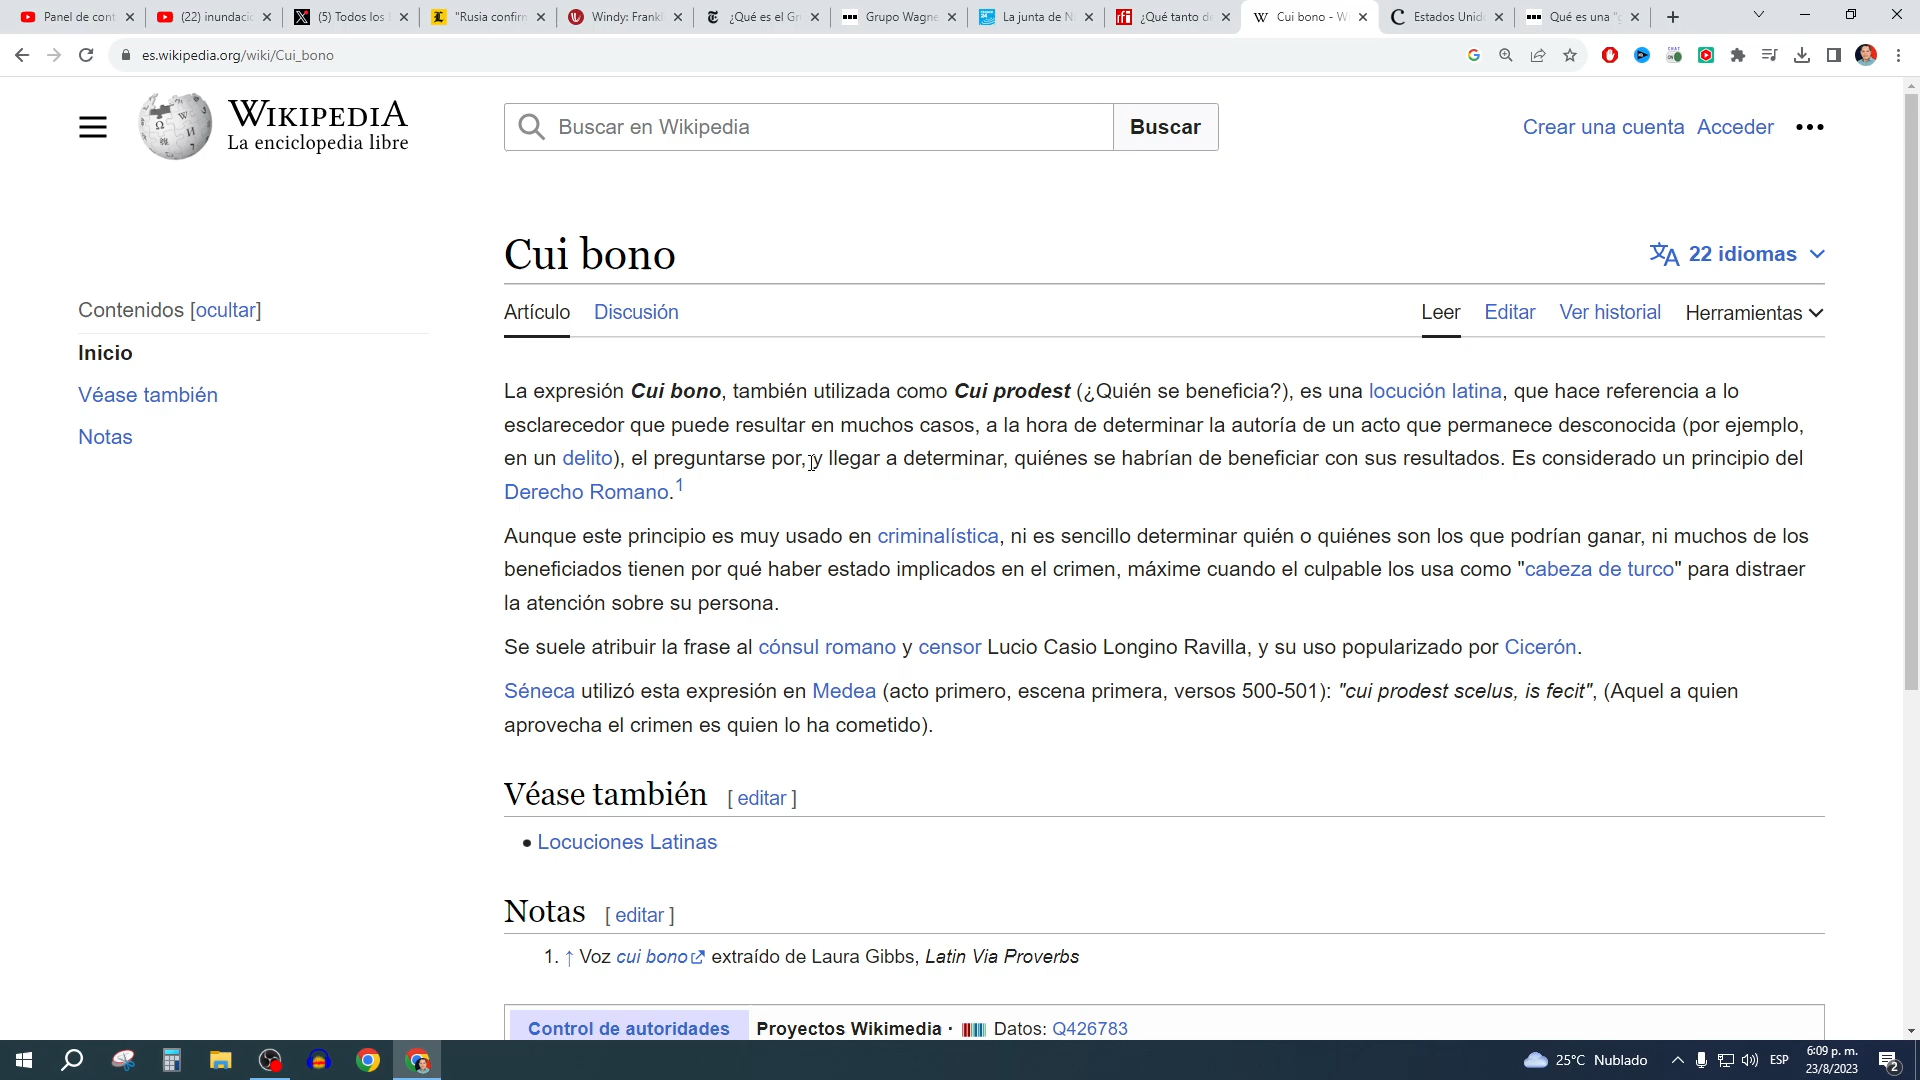 Panel de cont
(22) inundacio
(5) Todos los
"Rusia confirm
Windy: Frankl
¿Qué es el Gr
Grupo Wagne
La junta de N
¿Qué tanto de
Cui bono - W
Estados Unid
Qué es una "g
es.wikipedia.org/wiki/Cui_bono
WIKIPEDIA
La enciclopedia libre
Buscar en Wikipedia
Buscar
Crear una cuenta Acceder
Cui bono
22 idiomas
Contenidos [ocultar]
Inicio
Véase también
Notas
Artículo Discusión
Leer Editar Ver historial Herramientas
La expresión Cui bono, también utilizada como Cui prodest (¿Quién se beneficia?), es una locución latina, que hace referencia a lo
esclarecedor que puede resultar en muchos casos, a la hora de determinar la autoría de un acto que permanece desconocida (por ejemplo,
en un delito), el preguntarse por, y llegar a determinar, quiénes se habrían de beneficiar con sus resultados. Es considerado un principio del
Derecho Romano.1
Aunque este principio es muy usado en criminalística, ni es sencillo determinar quién o quiénes son los que podrían ganar, ni muchos de los
beneficiados tienen por qué haber estado implicados en el crimen, máxime cuando el culpable los usa como "cabeza de turco" para distraer
la atención sobre su persona.
Se suele atribuir la frase al cónsul romano y censor Lucio Casio Longino Ravilla, y su uso popularizado por Cicerón.
Séneca utilizó esta expresión en Medea (acto primero, escena primera, versos 500-501): "cui prodest scelus, is fecit", (Aquel a quien
aprovecha el crimen es quien lo ha cometido).
Véase también [ editar ]
• Locuciones Latinas
Notas [ editar ]
1. ↑ Voz cui bono extraído de Laura Gibbs, Latin Via Proverbs
Control de autoridades
Proyectos Wikimedia · Datos: Q426783
25°C Nublado
ESP
6:09 p. m.
23/8/2023
2